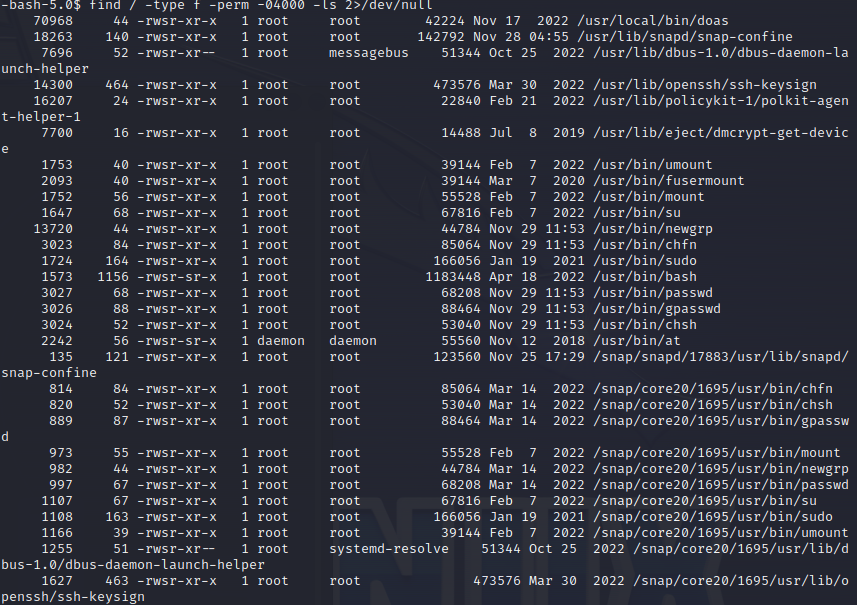 -bash-5.0$ find / -type f -perm -04000 -ls 2>/dev/null
70968 44 -rwsr-xr-x 1 root root 42224 Nov 17 2022 /usr/local/bin/doas
18263 140 -rwsr-xr-x 1 root root 142792 Nov 28 04:55 /usr/lib/snapd/snap-confine
7696 52 -rwsr-xr-- 1 root messagebus 51344 Oct 25 2022 /usr/lib/dbus-1.0/dbus-daemon-la
unch-helper
14300 464 -rwsr-xr-x 1 root root 473576 Mar 30 2022 /usr/lib/openssh/ssh-keysign
16207 24 -rwsr-xr-x 1 root root 22840 Feb 21 2022 /usr/lib/policykit-1/polkit-agen
t-helper-1
7700 16 -rwsr-xr-x 1 root root 14488 Jul 8 2019 /usr/lib/eject/dmcrypt-get-devic
e
1753 40 -rwsr-xr-x 1 root root 39144 Feb 7 2022 /usr/bin/umount
2093 40 -rwsr-xr-x 1 root root 39144 Mar 7 2020 /usr/bin/fusermount
1752 56 -rwsr-xr-x 1 root root 55528 Feb 7 2022 /usr/bin/mount
1647 68 -rwsr-xr-x 1 root root 67816 Feb 7 2022 /usr/bin/su
13720 44 -rwsr-xr-x 1 root root 44784 Nov 29 11:53 /usr/bin/newgrp
3023 84 -rwsr-xr-x 1 root root 85064 Nov 29 11:53 /usr/bin/chfn
1724 164 -rwsr-xr-x 1 root root 166056 Jan 19 2021 /usr/bin/sudo
1573 1156 -rwsr-sr-x 1 root root 1183448 Apr 18 2022 /usr/bin/bash
3027 68 -rwsr-xr-x 1 root root 68208 Nov 29 11:53 /usr/bin/passwd
3026 88 -rwsr-xr-x 1 root root 88464 Nov 29 11:53 /usr/bin/gpasswd
3024 52 -rwsr-xr-x 1 root root 53040 Nov 29 11:53 /usr/bin/chsh
2242 56 -rwsr-sr-x 1 daemon daemon 55560 Nov 12 2018 /usr/bin/at
135 121 -rwsr-xr-x 1 root root 123560 Nov 25 17:29 /snap/snapd/17883/usr/lib/snapd/
snap-confine
814 84 -rwsr-xr-x 1 root root 85064 Mar 14 2022 /snap/core20/1695/usr/bin/chfn
820 52 -rwsr-xr-x 1 root root 53040 Mar 14 2022 /snap/core20/1695/usr/bin/chsh
889 87 -rwsr-xr-x 1 root root 88464 Mar 14 2022 /snap/core20/1695/usr/bin/gpassw
d
973 55 -rwsr-xr-x 1 root root 55528 Feb 7 2022 /snap/core20/1695/usr/bin/mount
982 44 -rwsr-xr-x 1 root root 44784 Mar 14 2022 /snap/core20/1695/usr/bin/newgrp
997 67 -rwsr-xr-x 1 root root 68208 Mar 14 2022 /snap/core20/1695/usr/bin/passwd
1107 67 -rwsr-xr-x 1 root root 67816 Feb 7 2022 /snap/core20/1695/usr/bin/su
1108 163 -rwsr-xr-x 1 root root 166056 Jan 19 2021 /snap/core20/1695/usr/bin/sudo
1166 39 -rwsr-xr-x 1 root root 39144 Feb 7 2022 /snap/core20/1695/usr/bin/umount
1255 51 -rwsr-xr-- 1 root systemd-resolve 51344 Oct 25 2022 /snap/core20/1695/usr/lib/d
bus-1.0/dbus-daemon-launch-helper
1627 463 -rwsr-xr-x 1 root root 473576 Mar 30 2022 /snap/core20/1695/usr/lib/o
penssh/ssh-keysign